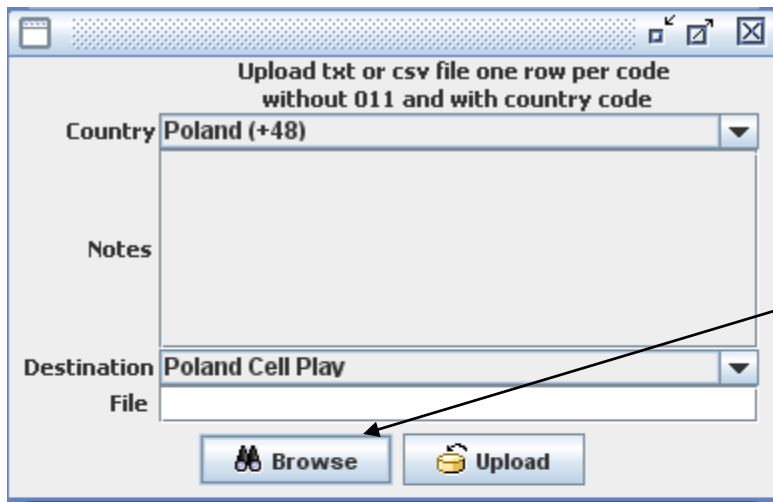 Upload txt or csv file one row per code
without 011 and with country code
Country Poland (+48)
Notes
Destination Poland Cell Play
File
Browse Upload